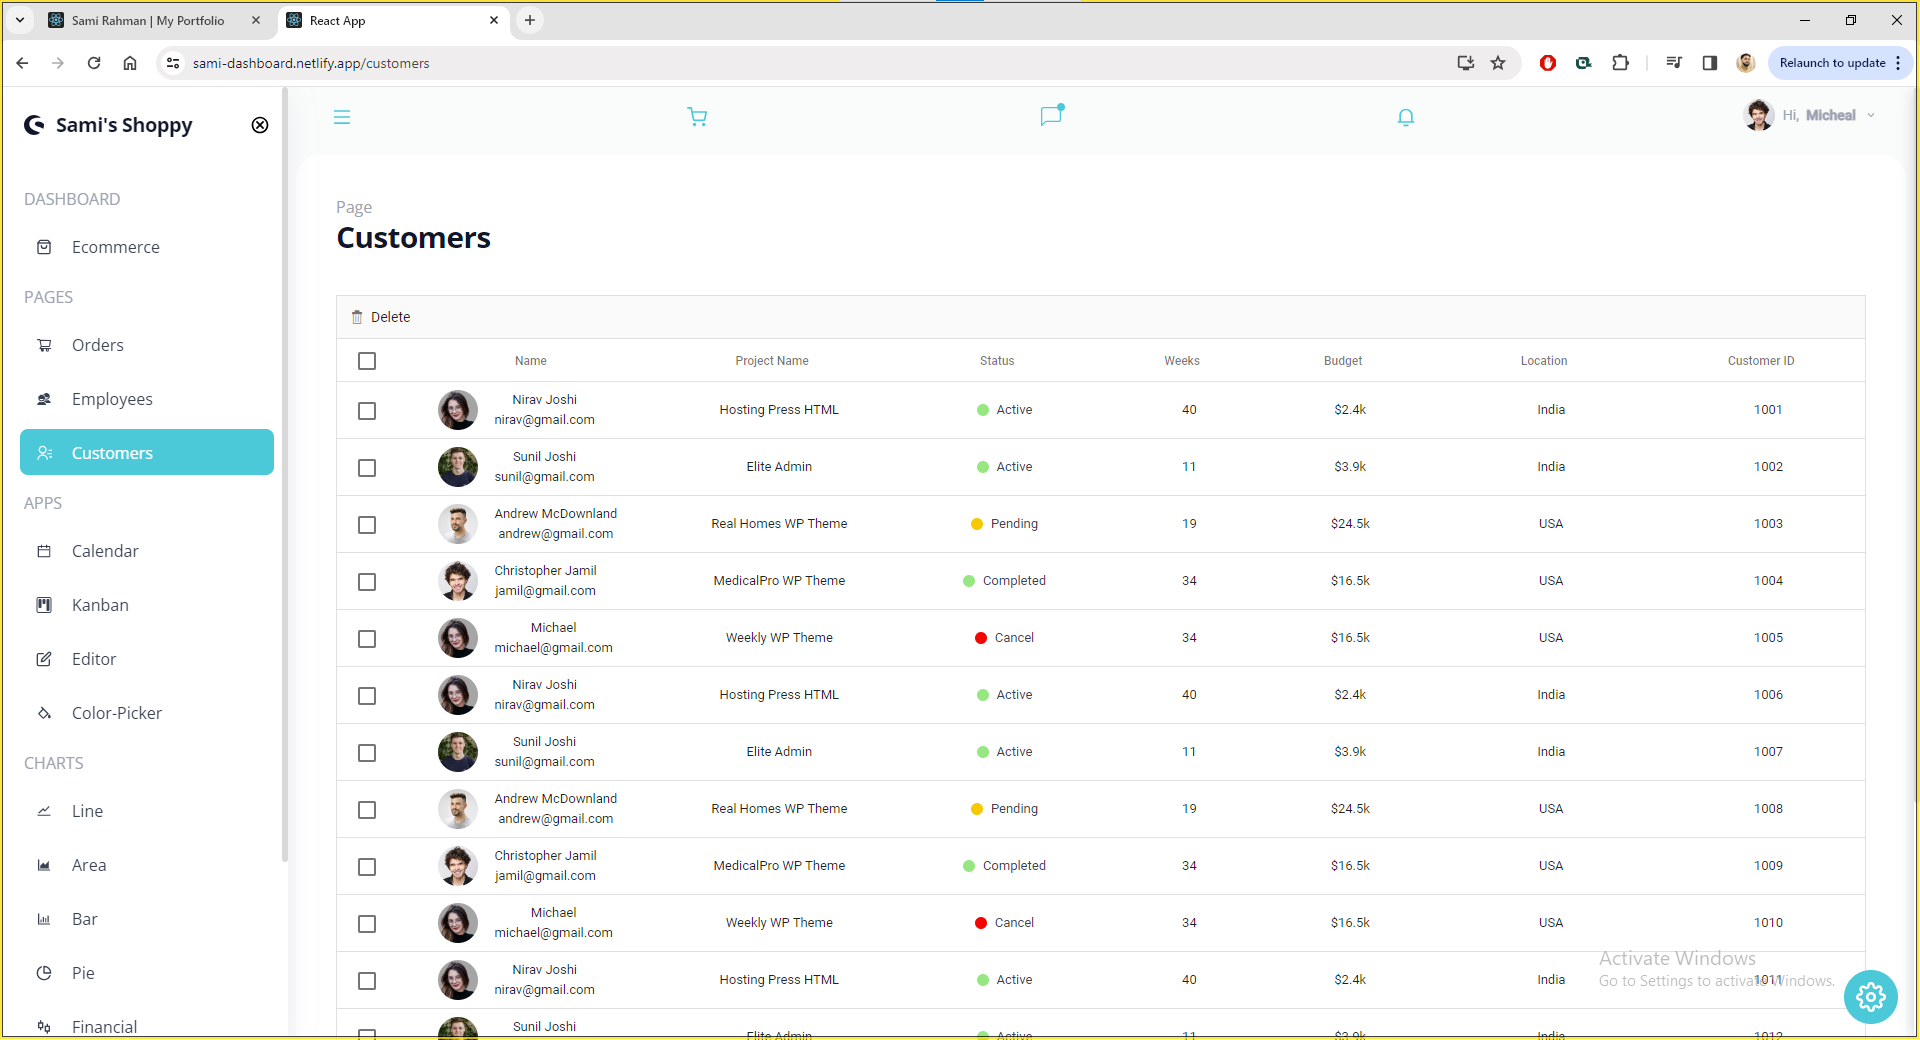 Sami Rahman | My Portfolio
React App
sami-dashboard.netlify.app/customers
Relaunch to update
Sami's Shoppy
Hi, Micheal
DASHBOARD
Ecommerce
PAGES
Orders
Employees
Customers
APPS
Calendar
Kanban
Editor
Color-Picker
CHARTS
Line
Area
Bar
Pie
Financial
Page
Customers
Delete
Name Project Name Status Weeks Budget Location Customer ID
Nirav Joshi
nirav@gmail.com
Hosting Press HTML Active 40 $2.4k India 1001
Sunil Joshi
sunil@gmail.com
Elite Admin Active 11 $3.9k India 1002
Andrew McDownland
andrew@gmail.com
Real Homes WP Theme Pending 19 $24.5k USA 1003
Christopher Jamil
jamil@gmail.com
MedicalPro WP Theme Completed 34 $16.5k USA 1004
Michael
michael@gmail.com
Weekly WP Theme Cancel 34 $16.5k USA 1005
Nirav Joshi
nirav@gmail.com
Hosting Press HTML Active 40 $2.4k India 1006
Sunil Joshi
sunil@gmail.com
Elite Admin Active 11 $3.9k India 1007
Andrew McDownland
andrew@gmail.com
Real Homes WP Theme Pending 19 $24.5k USA 1008
Christopher Jamil
jamil@gmail.com
MedicalPro WP Theme Completed 34 $16.5k USA 1009
Michael
michael@gmail.com
Weekly WP Theme Cancel 34 $16.5k USA 1010
Nirav Joshi
nirav@gmail.com
Hosting Press HTML Active 40 $2.4k India 1011
Sunil Joshi
Elite Admin Active 11 $3.9k India 1012
Activate Windows
Go to Settings to activate Windows.